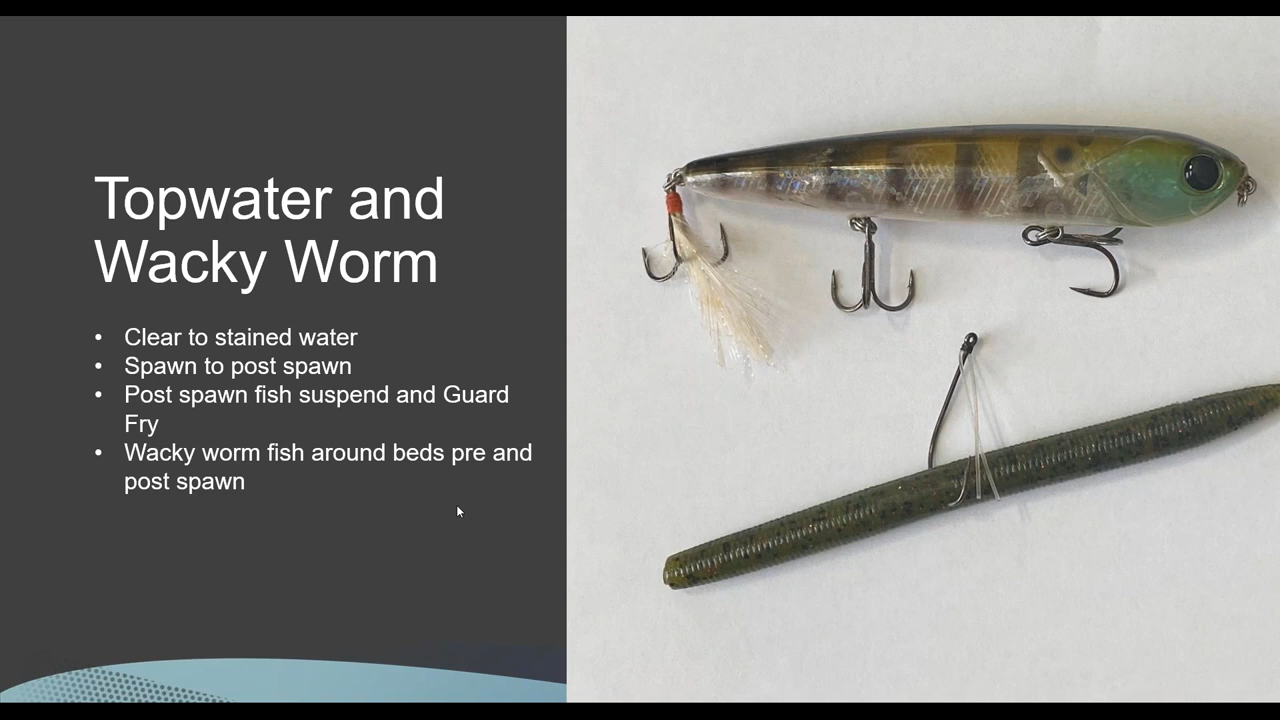 Topwater and
Wacky Worm
• Clear to stained water
• Spawn to post spawn
• Post spawn fish suspend and Guard
Fry
• Wacky worm fish around beds pre and
post spawn